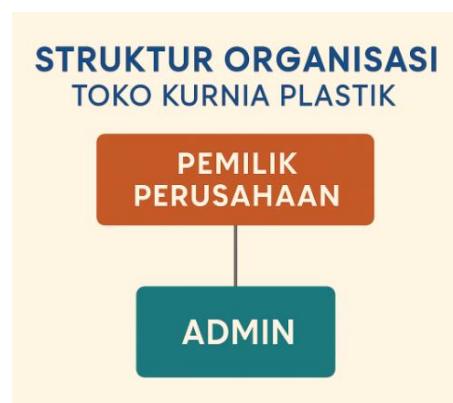 STRUKTUR ORGANISASI
TOKO KURNIA PLASTIK
PEMILIK
PERUSAHAAN
ADMIN